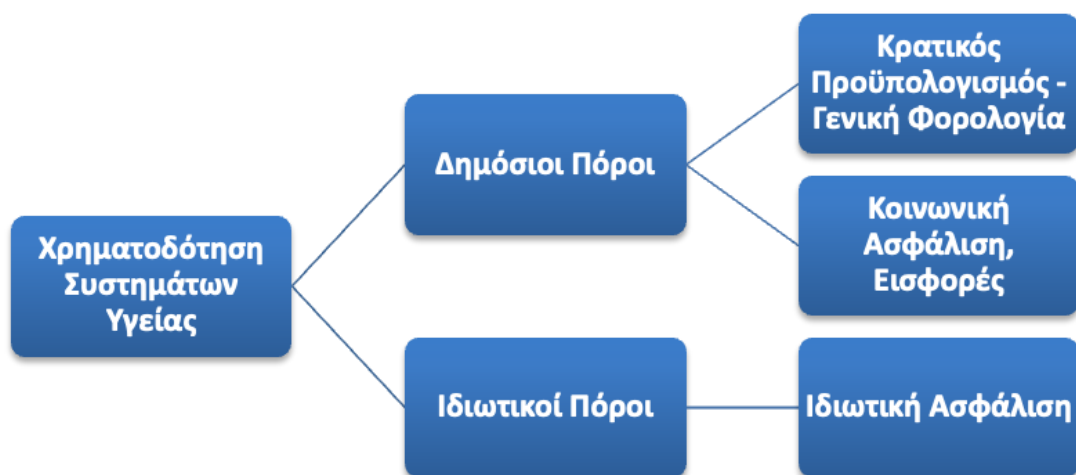 Χρηματοδότηση
Συστημάτων
Υγείας
Δημόσιοι Πόροι
Κρατικός
Προϋπολογισμός -
Γενική Φορολογία
Κοινωνική
Ασφάλιση,
Εισφορές
Ιδιωτικοί Πόροι
Ιδιωτική Ασφάλιση